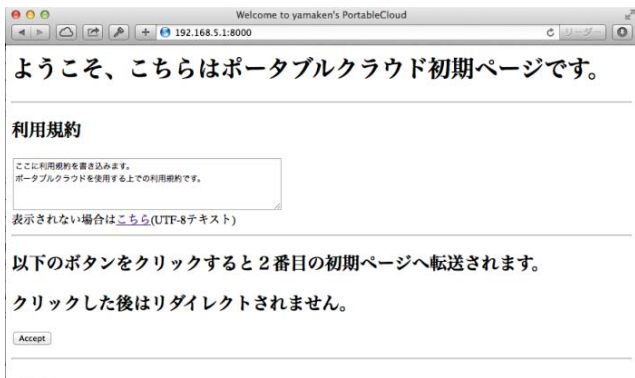 Welcome to yamaken's PortableCloud
192.168.5.1:8000
リーダー
ようこそ、こちらはポータブルクラウド初期ページです。
利用規約
ここに利用規約を書き込みます。
ポータブルクラウドを使用する上での利用規約です。
表示されない場合はこちら(UTF-8テキスト)
以下のボタンをクリックすると２番目の初期ページへ転送されます。
クリックした後はリダイレクトされません。
Accept